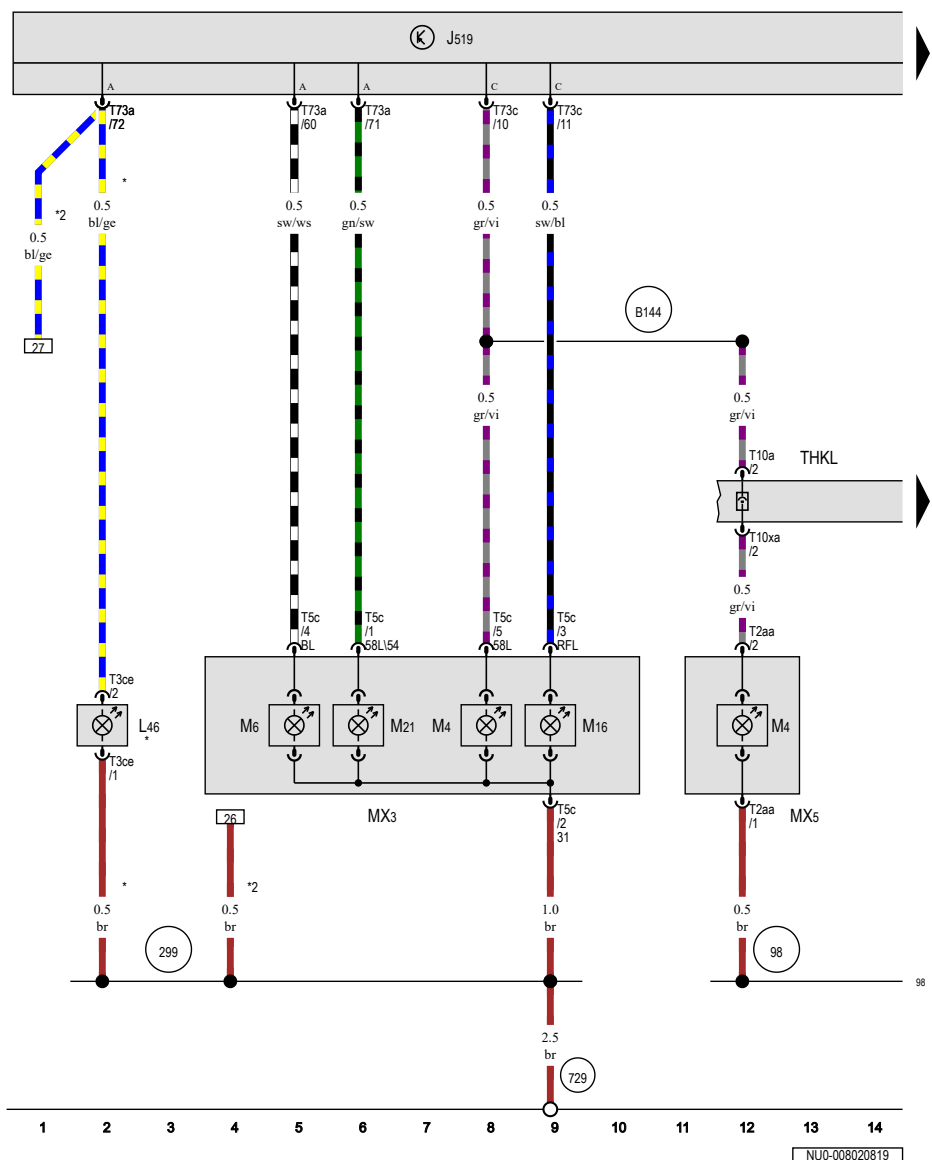 J519
A
A
A
C
C
T73a
/72
T73a
/60
T73a
/71
T73c
/10
T73c
/11
*
0.5
bl/ge
*2
0.5
bl/ge
0.5
sw/ws
0.5
gn/sw
0.5
gr/vi
0.5
sw/bl
27
B144
0.5
gr/vi
0.5
gr/vi
T10a
/2
THKL
T10xa
/2
0.5
gr/vi
T5c
/4
BL
T5c
/1
58L\54
T5c
/5
58L
T5c
/3
RFL
T2aa
/2
T3ce
/2
L46
*
M6
M21
M4
M16
M4
T3ce
/1
26
MX3
T5c
/2
31
T2aa
/1
MX5
*
*2
0.5
br
0.5
br
1.0
br
0.5
br
299
98
98
2.5
br
729
1 2 3 4 5 6 7 8 9 10 11 12 13 14
NU0-008020819